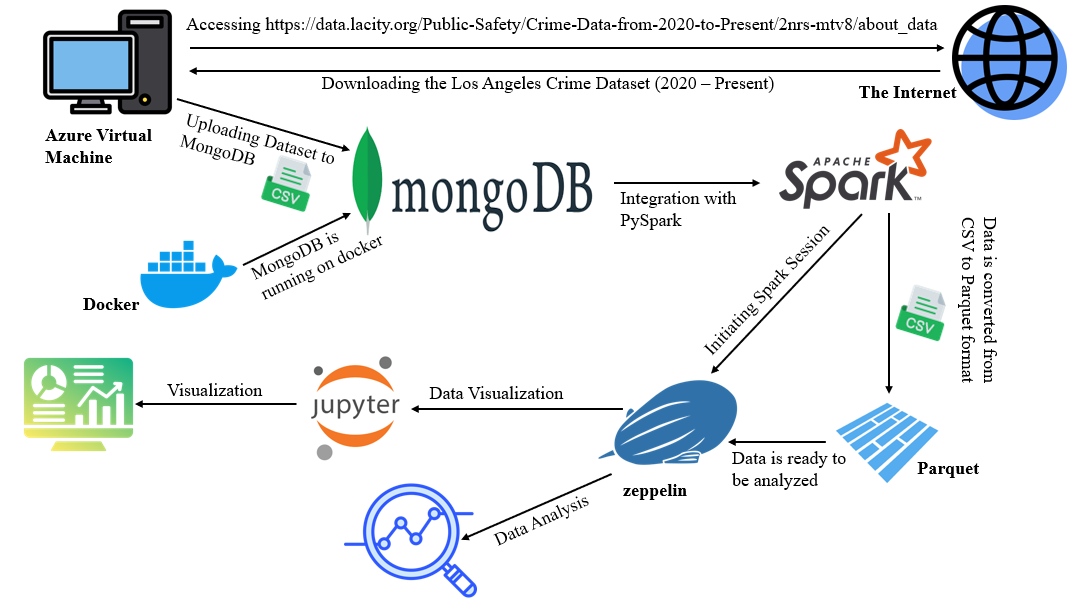 Accessing https://data.lacity.org/Public-Safety/Crime-Data-from-2020-to-Present/2nrs-mtv8/about_data
Downloading the Los Angeles Crime Dataset (2020 – Present)
The Internet
Azure Virtual
Machine
Uploading Dataset to
MongoDB
CSV
mongoDB
Integration with
PySpark
APACHE
Spark™
MongoDB is
running on docker
Docker
Initiating Spark Session
Data is converted from
CSV to Parquet format
CSV
Visualization
jupyter
Data Visualization
zeppelin
Data is ready to
be analyzed
Parquet
Data Analysis